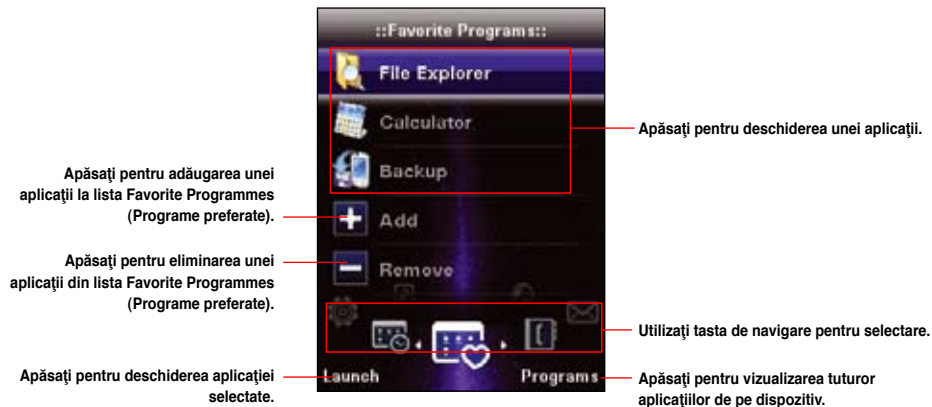 ::Favorite Programs::
File Explorer
Calculator
Backup
Add
Remove
Launch
Programs
Apăsaţi pentru adăugarea unei
aplicaţii la lista Favorite Programmes
(Programe preferate).
Apăsaţi pentru eliminarea unei
aplicaţii din lista Favorite Programmes
(Programe preferate).
Apăsaţi pentru deschiderea aplicaţiei
selectate.
Apăsaţi pentru deschiderea unei aplicaţii.
Utilizaţi tasta de navigare pentru selectare.
Apăsaţi pentru vizualizarea tuturor
aplicaţiilor de pe dispozitiv.